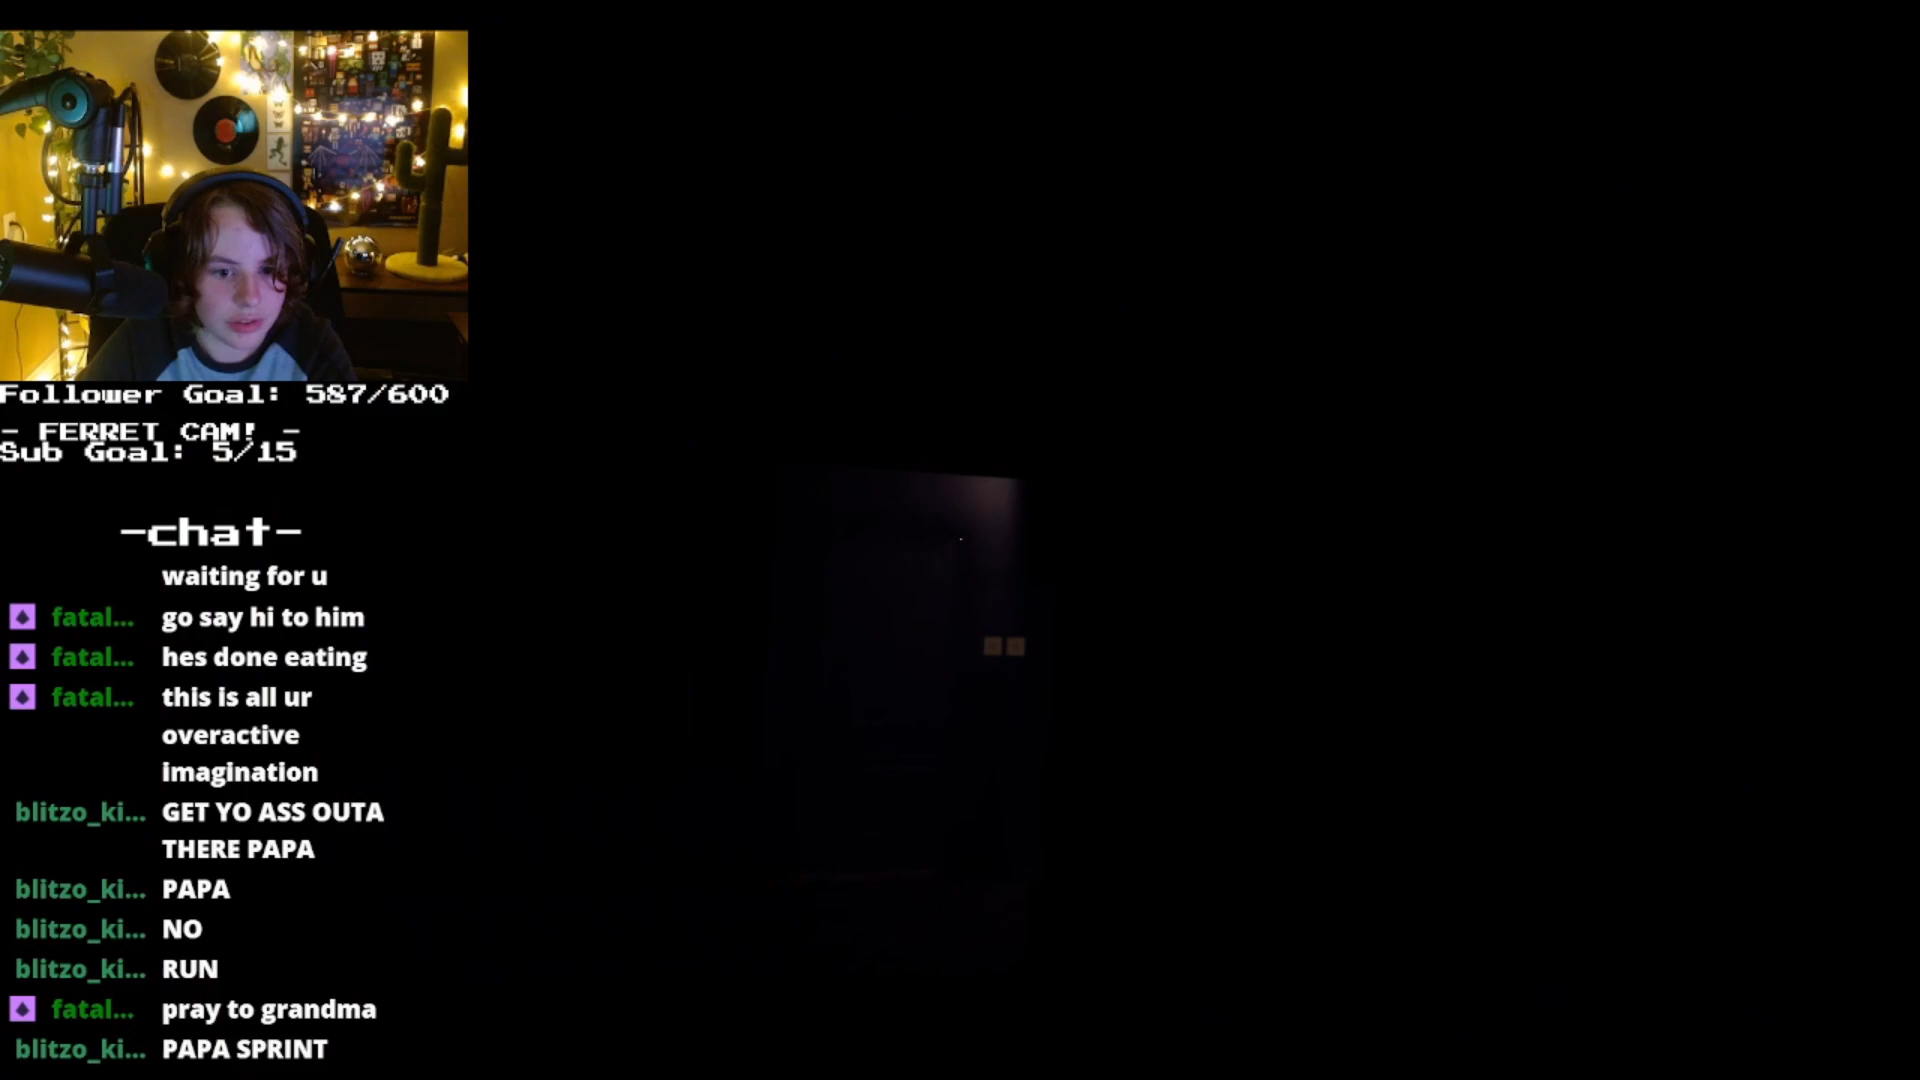 Follower Goal: 587/600
- FERRET CAM! -
Sub Goal: 5/15
-chat-
waiting for u
fatal... go say hi to him
fatal... hes done eating
fatal... this is all ur
overactive
imagination
blitzo_ki... GET YO ASS OUTA
THERE PAPA
blitzo_ki... PAPA
blitzo_ki... NO
blitzo_ki... RUN
fatal... pray to grandma
blitzo_ki... PAPA SPRINT